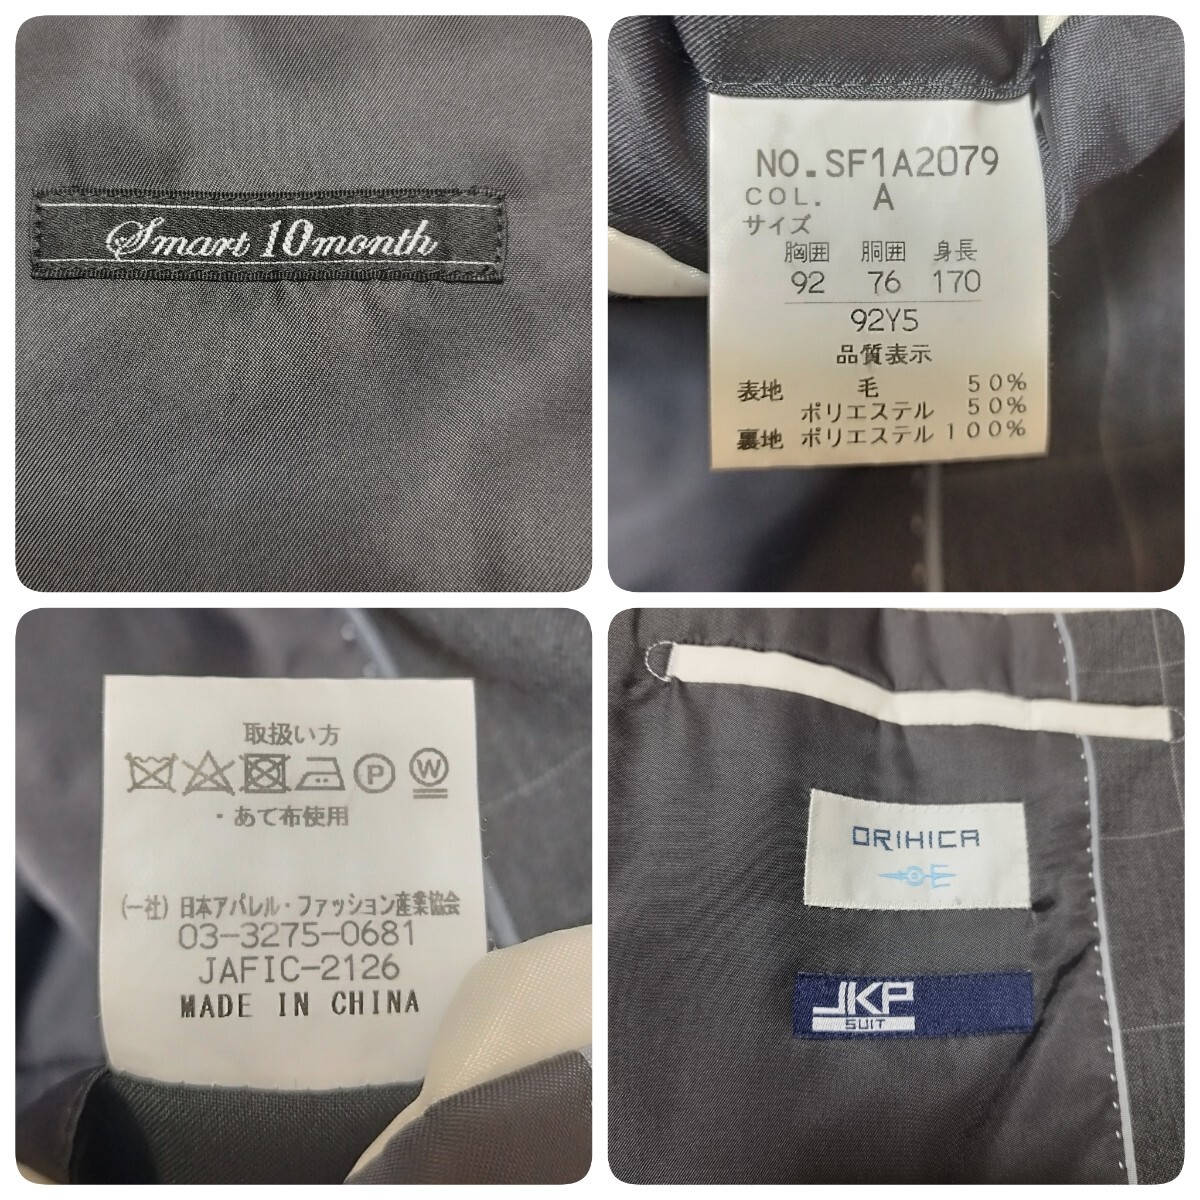 Smart 10month
NO.SF1A2079
COL. A
サイズ
胸囲 胴囲 身長
92 76 170
92Y5
品質表示
表地 毛 50%
ポリエステル 50%
裏地 ポリエステル 100%
取扱い方
P W
・あて布使用
(一社) 日本アパレル・ファッション産業協会
03-3275-0681
JAFIC-2126
MADE IN CHINA
ORIHICA
JKP
SUIT